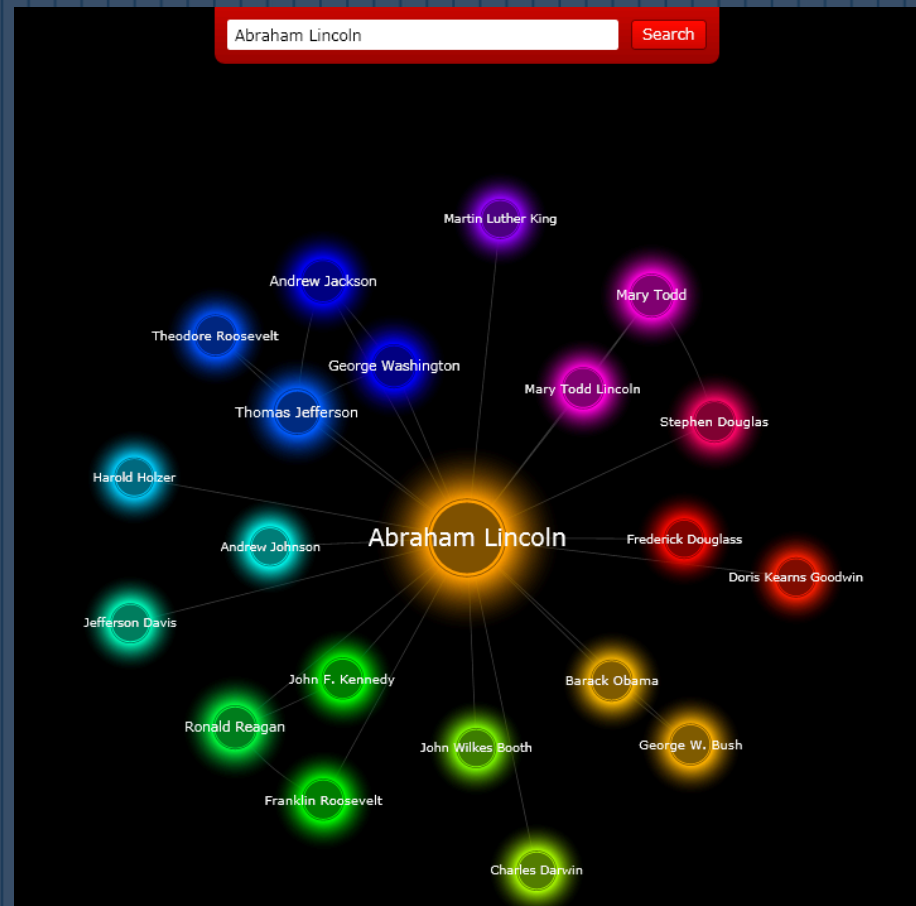 Abraham Lincoln
Search
Martin Luther King
Andrew Jackson
Mary Todd
Theodore Roosevelt
George Washington
Mary Todd Lincoln
Thomas Jefferson
Stephen Douglas
Harold Holzer
Abraham Lincoln
Frederick Douglass
Andrew Johnson
Doris Kearns Goodwin
Jefferson Davis
John F. Kennedy
Barack Obama
Ronald Reagan
George W. Bush
John Wilkes Booth
Franklin Roosevelt
Charles Darwin